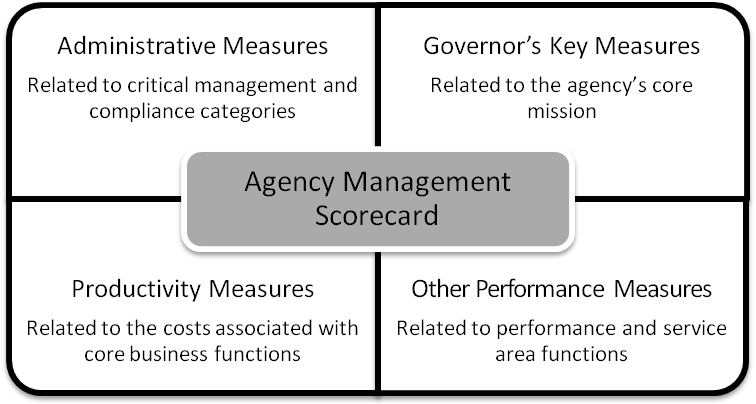 Administrative Measures
Related to critical management and
compliance categories
Governor's Key Measures
Related to the agency's core
mission
Agency Management
Scorecard
Productivity Measures
Related to the costs associated with
core business functions
Other Performance Measures
Related to performance and service
area functions